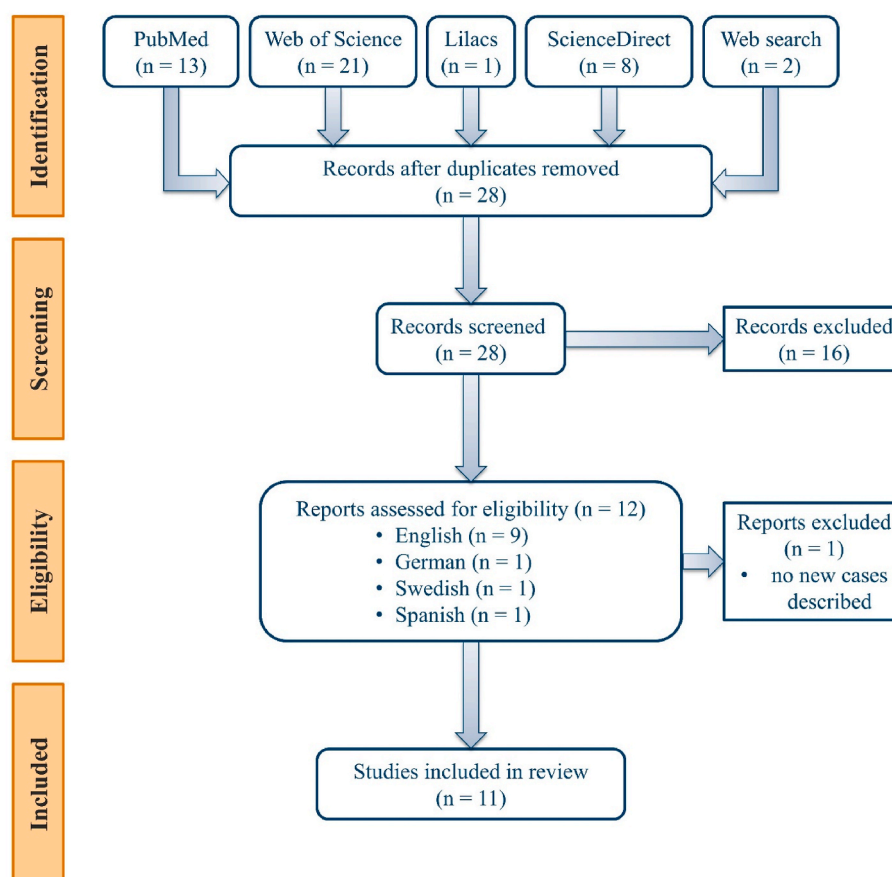 Identification
PubMed
(n = 13)
Web of Science
(n = 21)
Lilacs
(n = 1)
ScienceDirect
(n = 8)
Web search
(n = 2)
Records after duplicates removed
(n = 28)
Screening
Records screened
(n = 28)
Records excluded
(n = 16)
Eligibility
Reports assessed for eligibility (n = 12)
• English (n = 9)
• German (n = 1)
• Swedish (n = 1)
• Spanish (n = 1)
Reports excluded
(n = 1)
• no new cases
described
Included
Studies included in review
(n = 11)